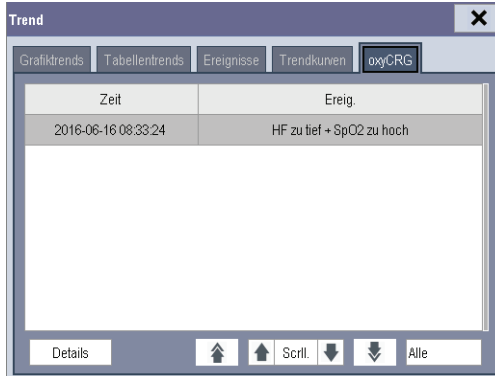 Trend
Grafiktrends Tabellentrends Ereignisse Trendkurven oxyCRG
Zeit Ereig.
2016-06-16 08:33:24 HF zu tief + SpO2 zu hoch
Details Scrll. Alle